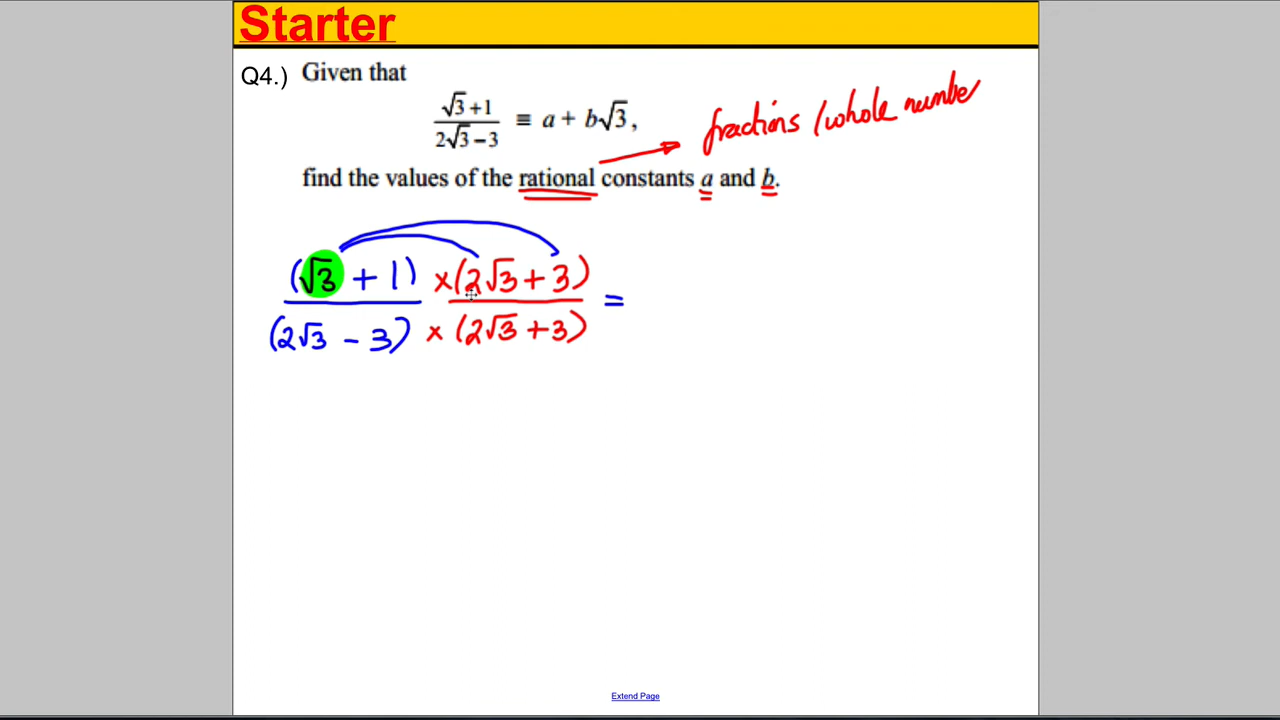 Starter
Q4.) Given that
(√3+1)/(2√3−3) ≡ a + b√3,
fractions / whole numbe
find the values of the rational constants a and b.
(√3 + 1) ×(2√3 + 3) =
(2√3 − 3) × (2√3 + 3)
Extend Page